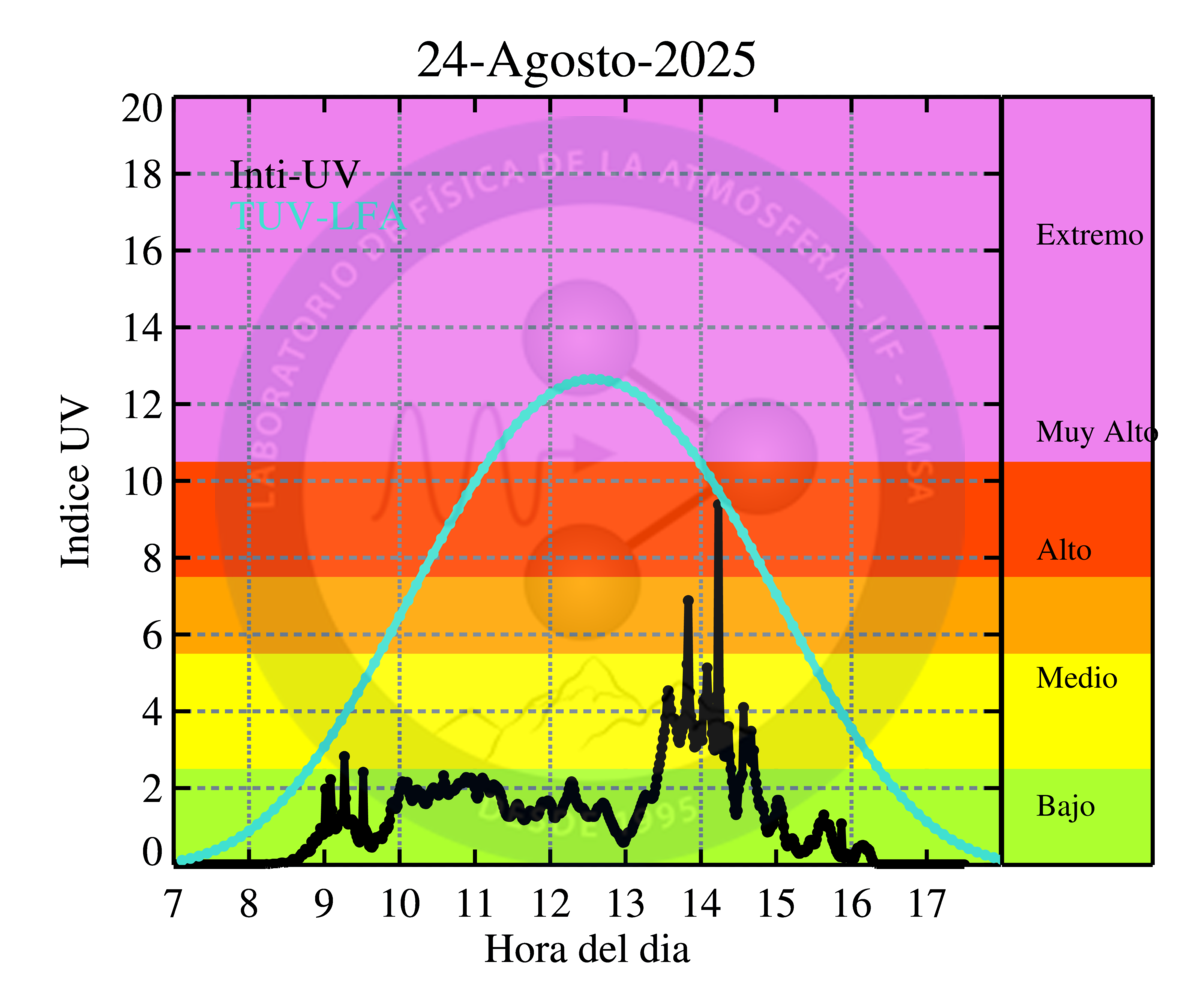 24-Agosto-2025
20
18
16
14
12
10
8
6
4
2
0
Indice UV
Inti-UV
TUV-LFA
LABORATORIO DE FÍSICA DE LA ATMÓSFERA - IIF - UMSA
DESDE 1995
Extremo
Muy Alto
Alto
Medio
Bajo
7 8 9 10 11 12 13 14 15 16 17
Hora del dia